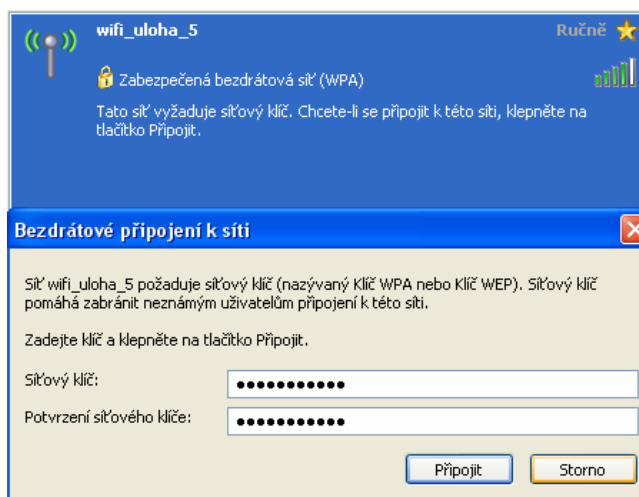 wifi_uloha_5
Ručně
Zabezpečená bezdrátová síť (WPA)
Tato síť vyžaduje síťový klíč. Chcete-li se připojit k této síti, klepněte na
tlačítko Připojit.
Bezdrátové připojení k síti
Síť wifi_uloha_5 požaduje síťový klíč (nazývaný Klíč WPA nebo Klíč WEP). Síťový klíč
pomáhá zabránit neznámým uživatelům připojení k této síti.
Zadejte klíč a klepněte na tlačítko Připojit.
Síťový klíč: ●●●●●●●●●●●
Potvrzení síťového klíče: ●●●●●●●●●●●
Připojit Storno